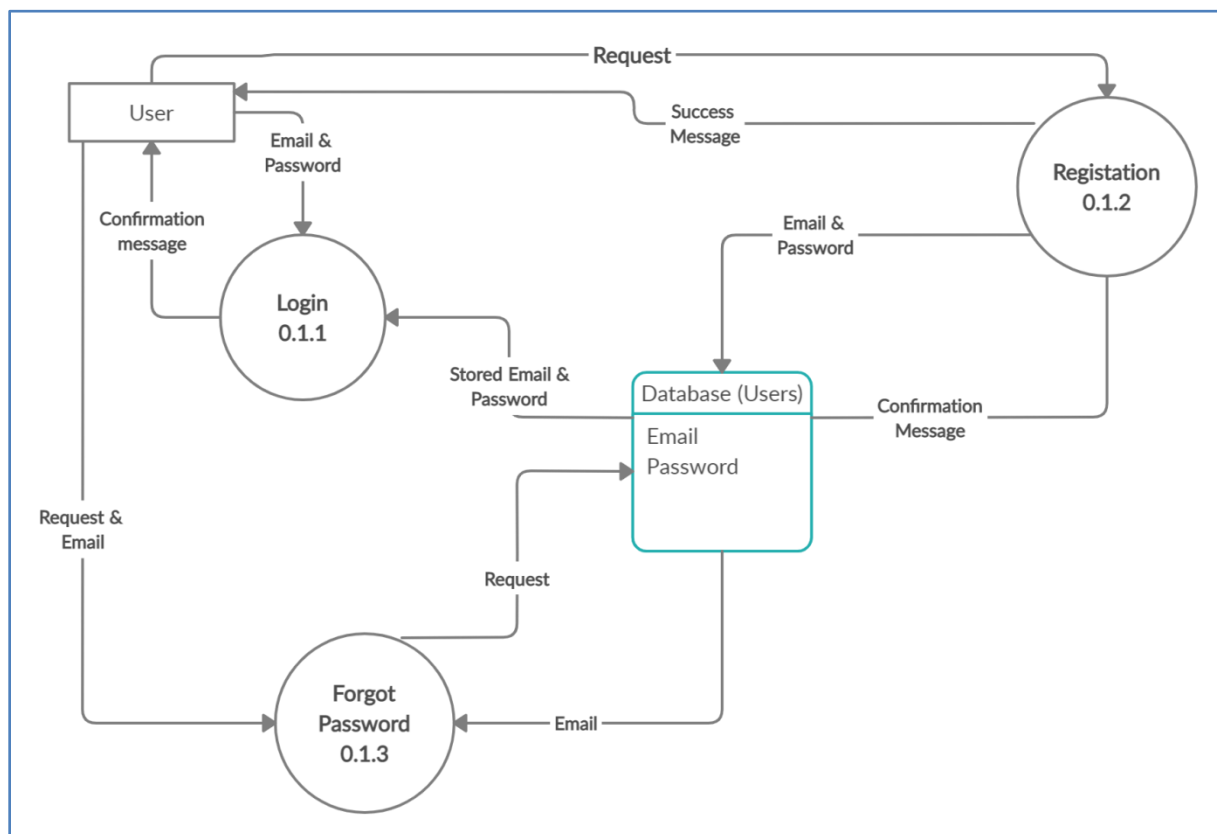 Request
User
Success
Message
Email &
Password
Registation
0.1.2
Confirmation
message
Email &
Password
Login
0.1.1
Stored Email &
Password
Database (Users)
Email
Password
Confirmation
Message
Request &
Email
Request
Forgot
Password
0.1.3
Email